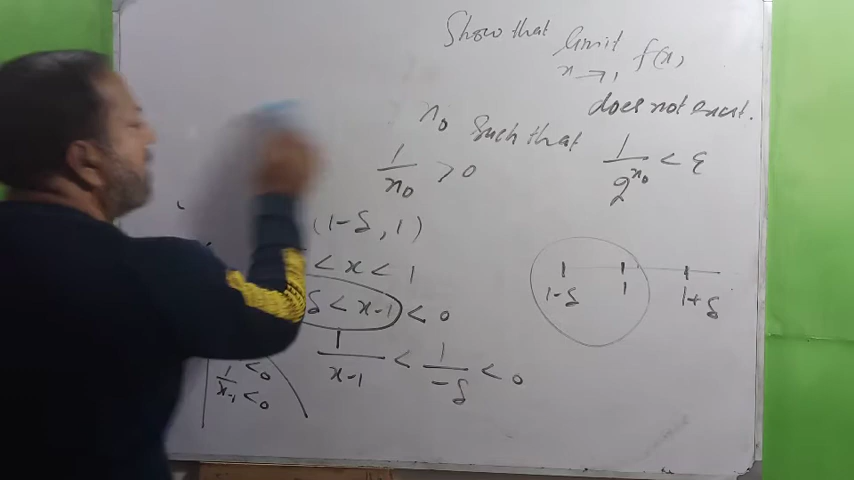 Show that limit f(x)
x → 1
does not exist.
n₀ such that
1/n₀ > 0
1/2^n₀ < ε
(1-δ, 1)
< x < 1
δ < x-1 < 0
1/(x-1) < 1/(-δ) < 0
< 0
1/(x-1) < 0
1-δ 1 1+δ